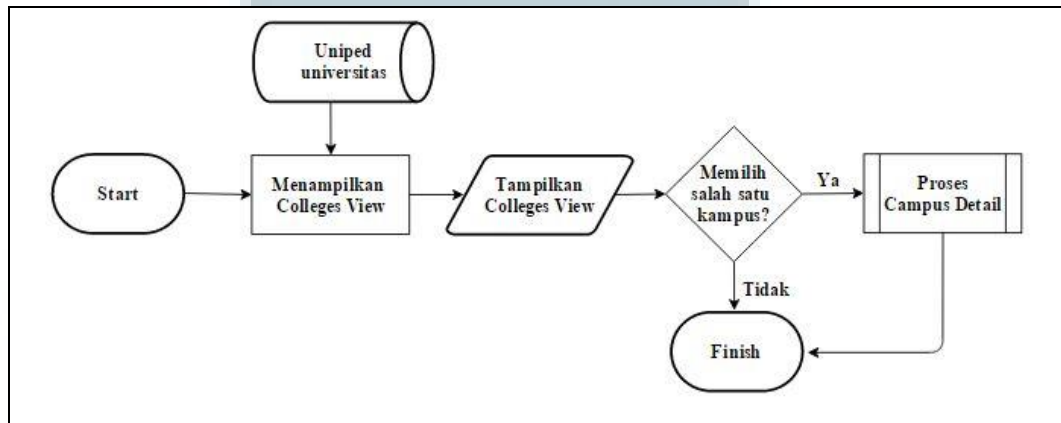 Uniped
universitas
Start
Menampilkan
Colleges View
Tampilkan
Colleges View
Memilih
salah satu
kampus?
Ya
Proses
Campus Detail
Tidak
Finish